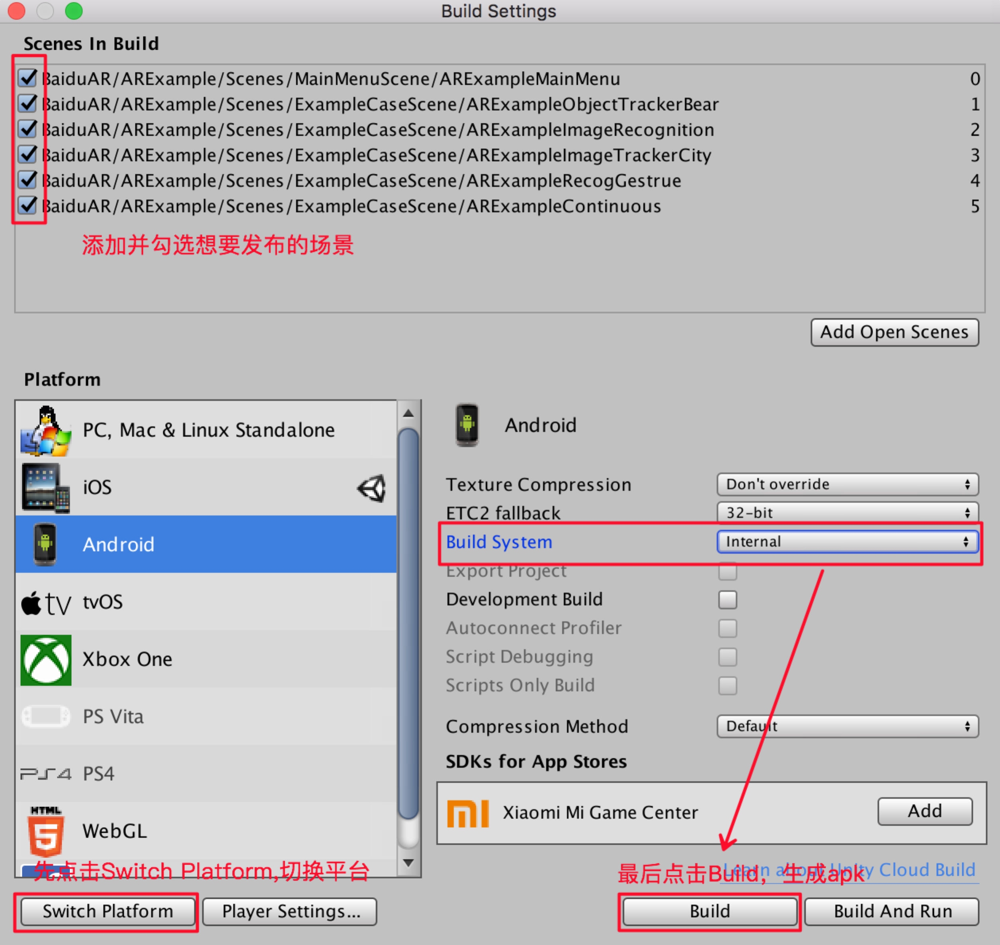 Build Settings
Scenes In Build
BaiduAR/ARExample/Scenes/MainMenuScene/ARExampleMainMenu 0
BaiduAR/ARExample/Scenes/ExampleCaseScene/ARExampleObjectTrackerBear 1
BaiduAR/ARExample/Scenes/ExampleCaseScene/ARExampleImageRecognition 2
BaiduAR/ARExample/Scenes/ExampleCaseScene/ARExampleImageTrackerCity 3
BaiduAR/ARExample/Scenes/ExampleCaseScene/ARExampleRecogGestrue 4
BaiduAR/ARExample/Scenes/ExampleCaseScene/ARExampleContinuous 5
添加并勾选想要发布的场景
Add Open Scenes
Platform
PC, Mac & Linux Standalone
iOS
Android
tv tvOS
Xbox One
PS Vita
PS4 PS4
HTML
5 WebGL
先点击Switch Platform,切换平台
Switch Platform
Player Settings...
Android
Texture Compression Don't override
ETC2 fallback 32-bit
Build System Internal
Export Project
Development Build
Autoconnect Profiler
Script Debugging
Scripts Only Build
Compression Method Default
SDKs for App Stores
MI Xiaomi Mi Game Center Add
Learn about Unity Cloud Build
最后点击Build，生成apk
Build
Build And Run